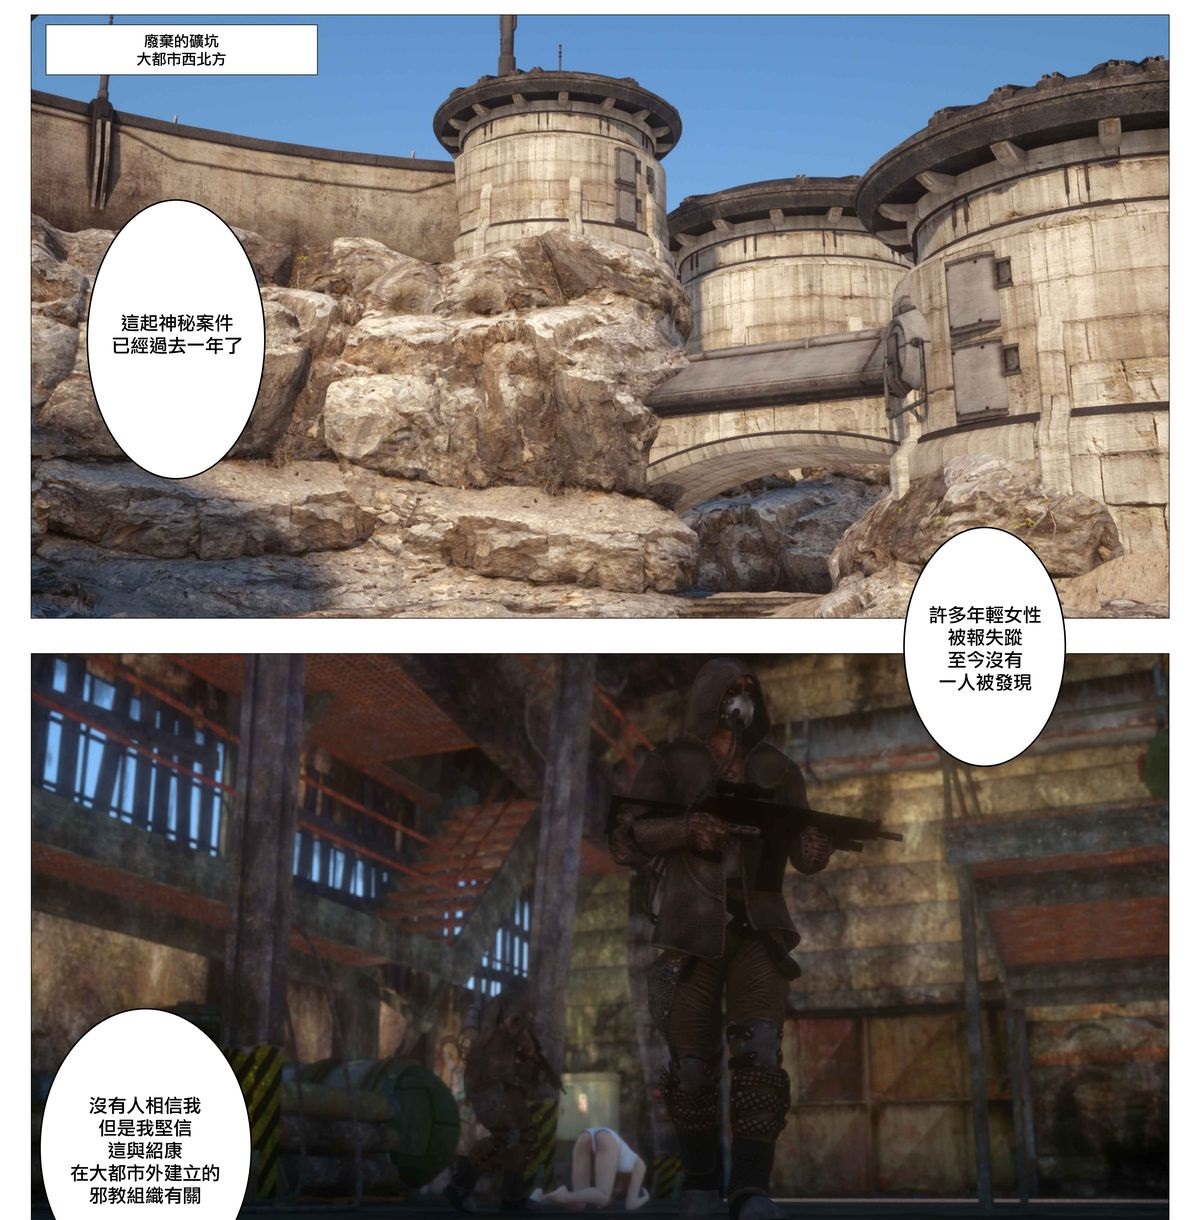 廢棄的礦坑
大都市西北方
這起神秘案件
已經過去一年了
許多年輕女性
被報失蹤
至今沒有
一人被發現
沒有人相信我
但是我堅信
這與紹康
在大都市外建立的
邪教組織有關